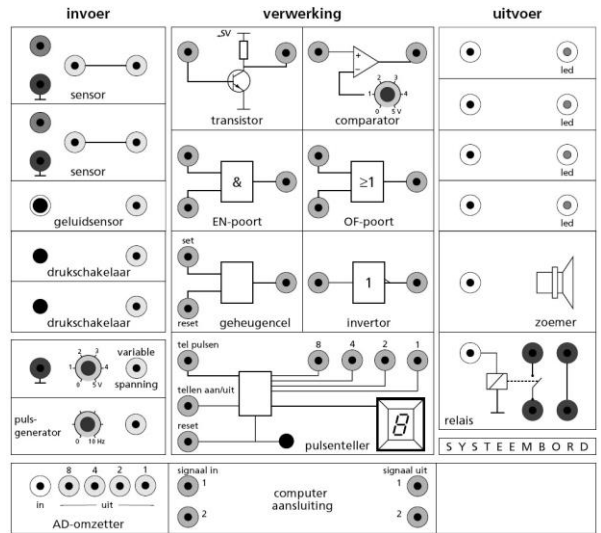 invoer
verwerking
uitvoer
sensor
sensor
geluidsensor
drukschakelaar
drukschakelaar
2 3
1 4
0 5 V
variable
spanning
puls-
generator
0 10 Hz
5V
transistor
+
−
2 3
1 4
0 5 V
comparator
&
EN-poort
≥1
OF-poort
set
reset
geheugencel
1
invertor
tel pulsen
8 4 2 1
tellen aan/uit
reset
8
pulsenteller
led
led
led
led
zoemer
relais
SYSTEEMBORD
8 4 2 1
in uit
AD-omzetter
signaal in
1
2
computer
aansluiting
signaal uit
1
2